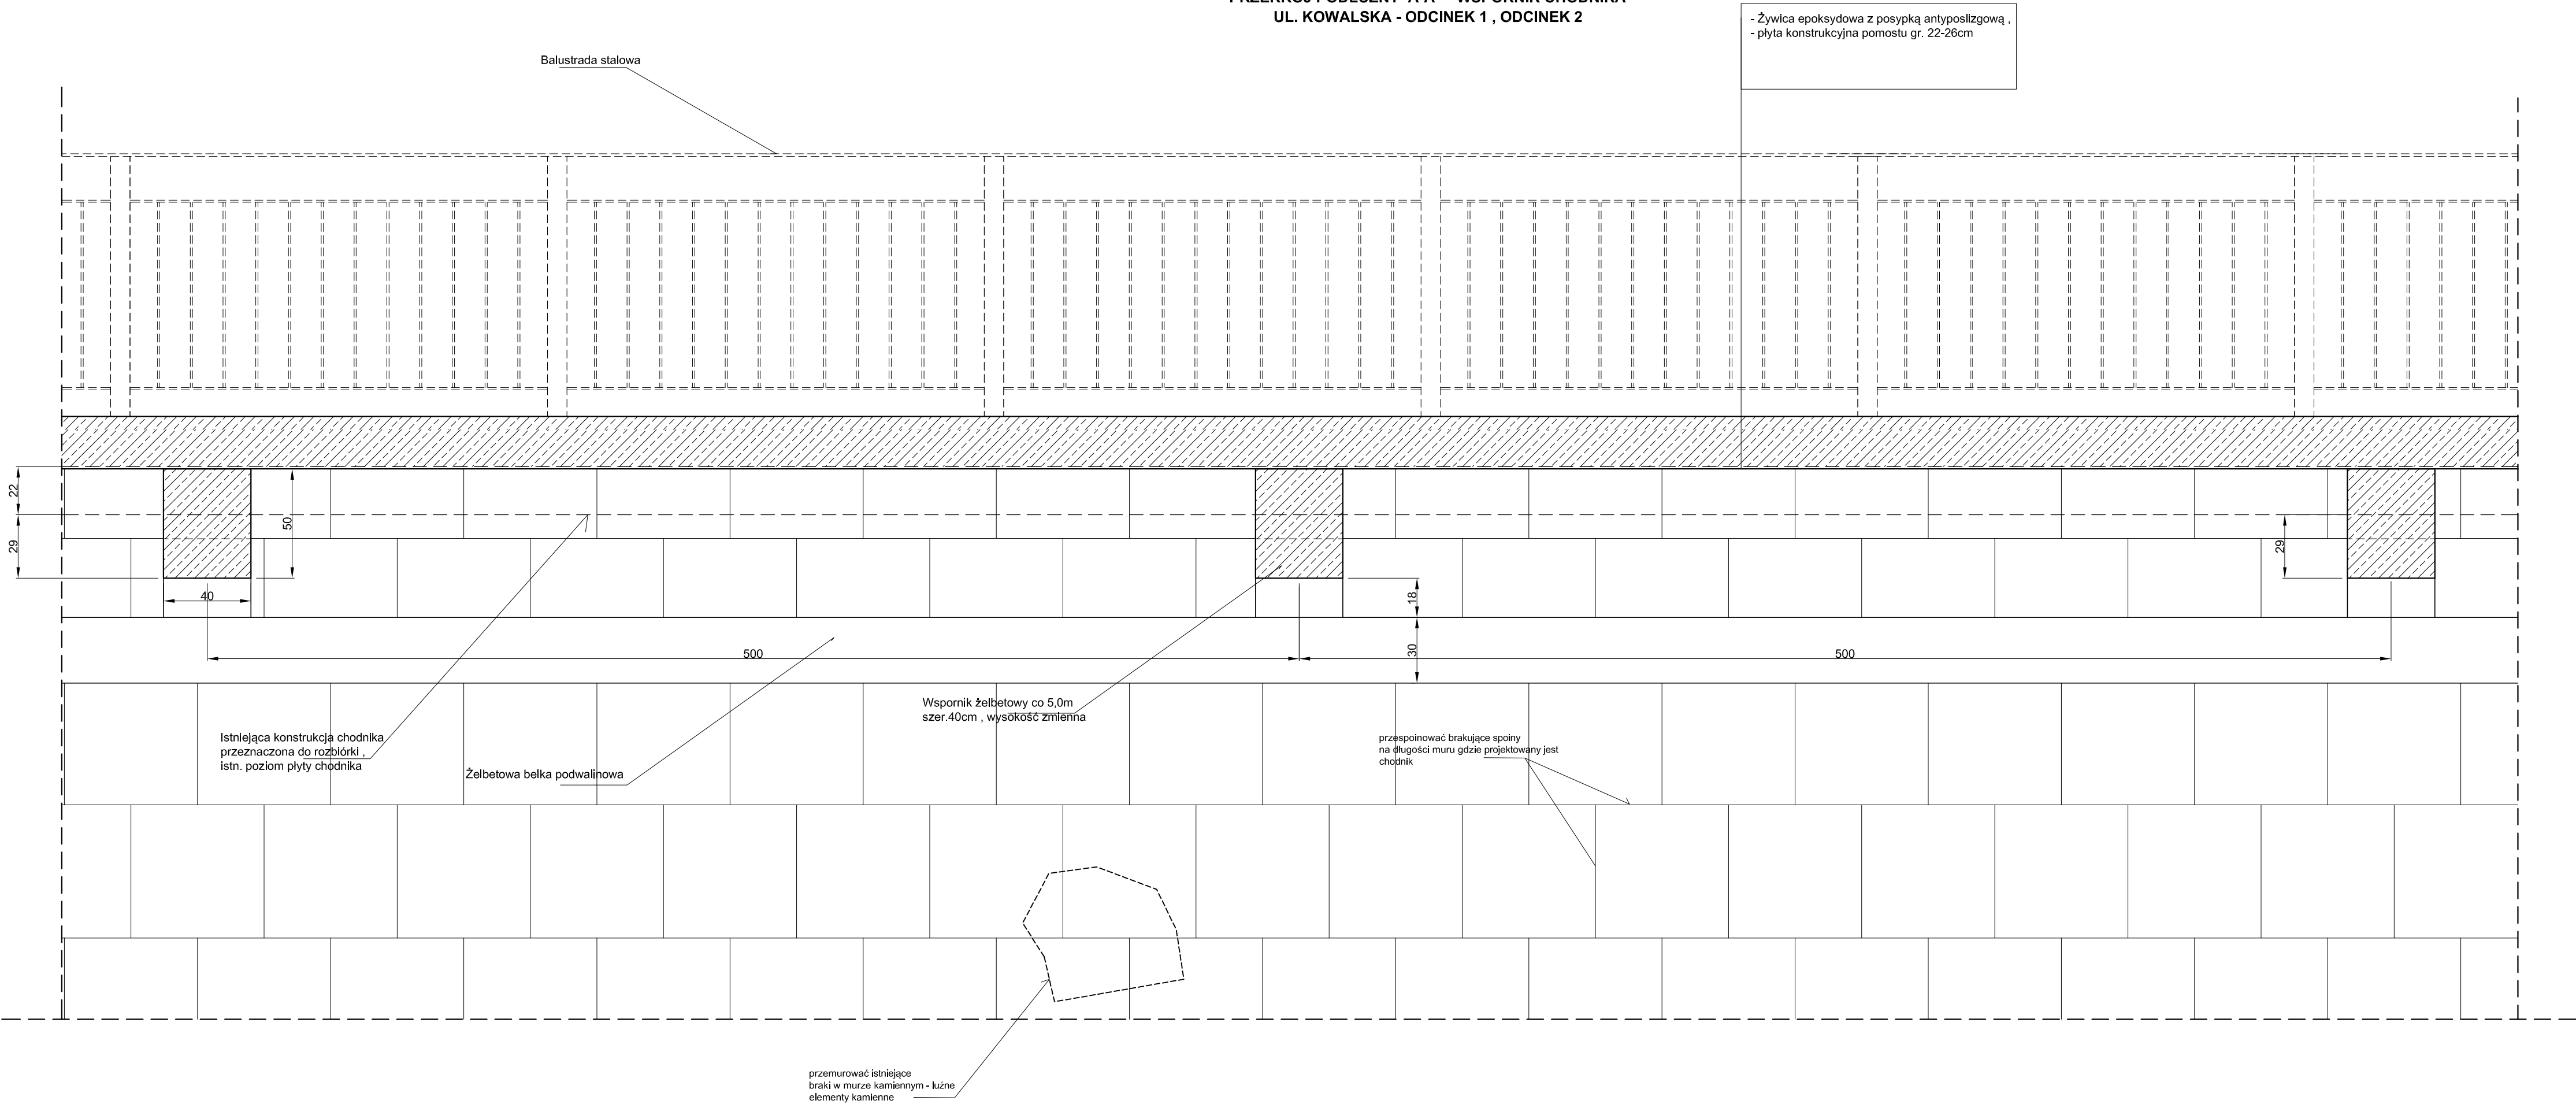 UL. KOWALSKA - ODCINEK 1 , ODCINEK 2
- Żywica epoksydowa z posypką antyposlizgową ,
- płyta konstrukcyjna pomostu gr. 22-26cm
Balustrada stalowa
22
29
50
40
29
18
30
500
500
Wspornik żelbetowy co 5,0m
szer.40cm , wysokość zmienna
Istniejąca konstrukcja chodnika
przeznaczona do rozbiórki ,
istn. poziom płyty chodnika
Żelbetowa belka podwalinowa
przespoinować brakujące spoiny
na długości muru gdzie projektowany jest
chodnik
przemurować istniejące
braki w murze kamiennym - luźne
elementy kamienne